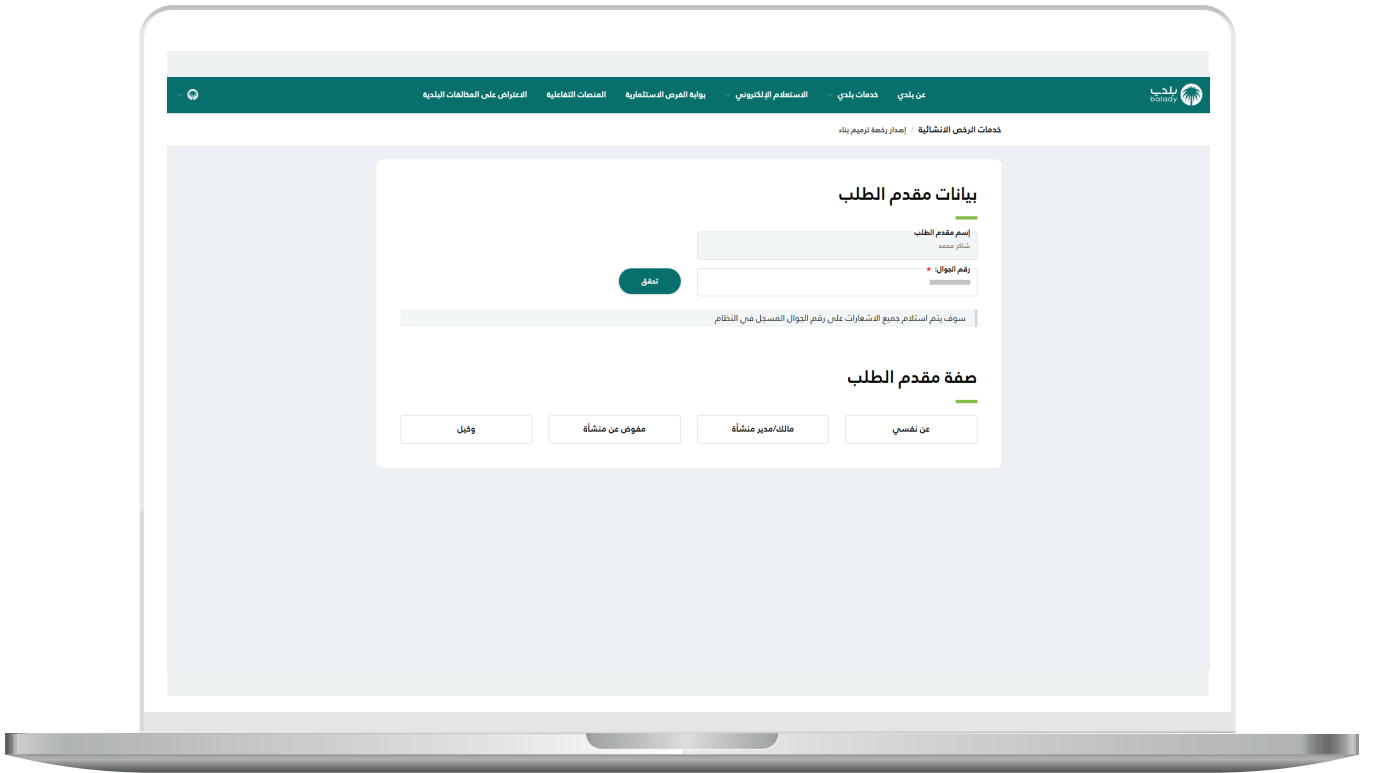 بلدي
balady
عن بلدي
خدمات بلدي
الاستعلام الإلكتروني
بوابة الفرص الاستثمارية
المنصات التفاعلية
الاعتراض على المخالفات البلدية
خدمات الرخص الانشائية / إصدار رخصة ترميم بناء
بيانات مقدم الطلب
إسم مقدم الطلب
شاكر محمد
رقم الجوال: *
تحقق
سوف يتم استلام جميع الاشعارات على رقم الجوال المسجل في النظام
صفة مقدم الطلب
عن نفسي
مالك/مدير منشأة
مفوض عن منشأة
وكيل